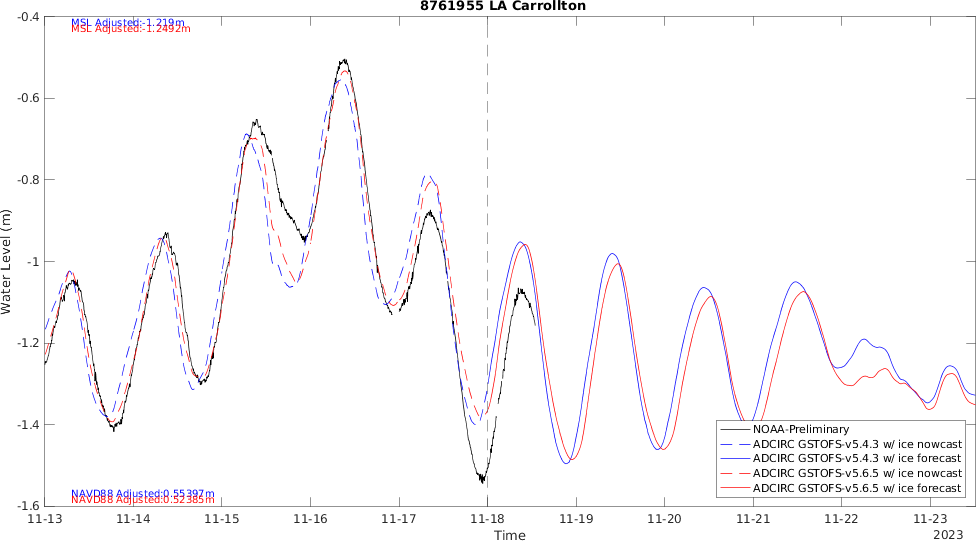 8761955 LA Carrollton
MSL Adjusted:-1.219m
MSL Adjusted:-1.2492m
-0.4
-0.6
-0.8
-1
-1.2
-1.4
-1.6
Water Level (m)
NOAA-Preliminary
ADCIRC GSTOFS-v5.4.3 w/ ice nowcast
ADCIRC GSTOFS-v5.4.3 w/ ice forecast
ADCIRC GSTOFS-v5.6.5 w/ ice nowcast
ADCIRC GSTOFS-v5.6.5 w/ ice forecast
NAVD88 Adjusted:0.55397m
NAVD88 Adjusted:0.52385m
11-13 11-14 11-15 11-16 11-17 11-18 11-19 11-20 11-21 11-22 11-23
Time
2023